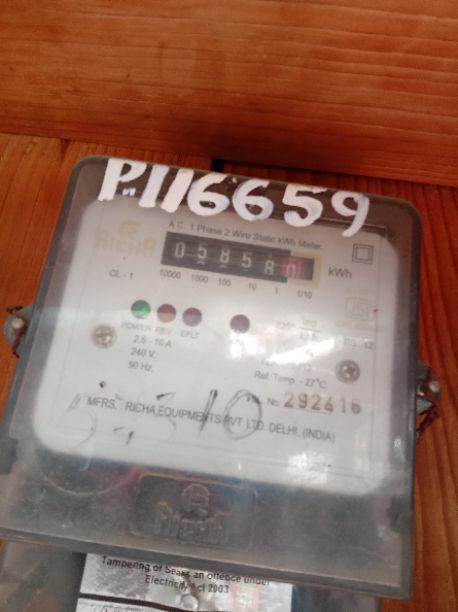 P116659
RICHA
A.C. 1 Phase 2 Wire Static kWh Meter.
05858
kWh
CL - 1
10000 1000 100 10 1 1/10
POWER REV EFLT
2.5 - 10 A
240 V.
50 Hz.
Ref. Temp. - 27°C
No. 292416
MFRS. : RICHA EQUIPMENTS PVT. LTD. DELHI, (INDIA)
Tampering of Seals an offence under
Electricity Act 2003